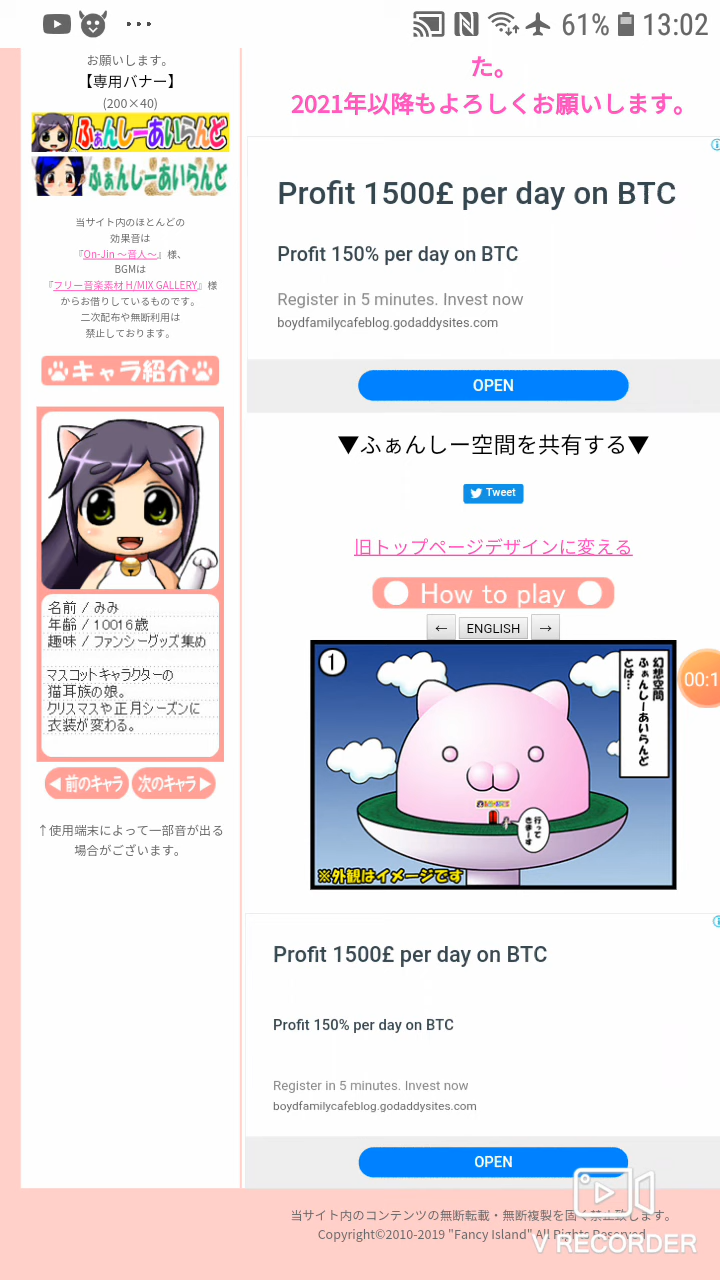 61% 13:02
お願いします。
【専用バナー】
(200×40)
ふぁんしーあいらんど
ふぁんしーあいらんど
当サイト内のほとんどの
効果音は
『On-Jin ～音人～』様、
BGMは
『フリー音楽素材 H/MIX GALLERY』様
からお借りしているものです。
二次配布や無断利用は
禁止しております。
キャラ紹介
名前 / みみ
年齢 / 10016歳
趣味 / ファンシーグッズ集め
マスコットキャラクターの
猫耳族の娘。
クリスマスや正月シーズンに
衣装が変わる。
◀前のキャラ 次のキャラ▶
↑使用端末によって一部音が出る
場合がございます。
た。
2021年以降もよろしくお願いします。
Profit 1500£ per day on BTC
Profit 150% per day on BTC
Register in 5 minutes. Invest now
boydfamilycafeblog.godaddysites.com
OPEN
▼ふぁんしー空間を共有する▼
Tweet
旧トップページデザインに変える
How to play
← ENGLISH →
1
幻想空間
ふぁんしーあいらんど
とは…
行って
きまーす
※外観はイメージです
00:1
Profit 1500£ per day on BTC
Profit 150% per day on BTC
Register in 5 minutes. Invest now
boydfamilycafeblog.godaddysites.com
OPEN
当サイト内のコンテンツの無断転載・無断複製を固く禁止致します。
Copyright©2010-2019 "Fancy Island" All Rights Reserved
V RECORDER